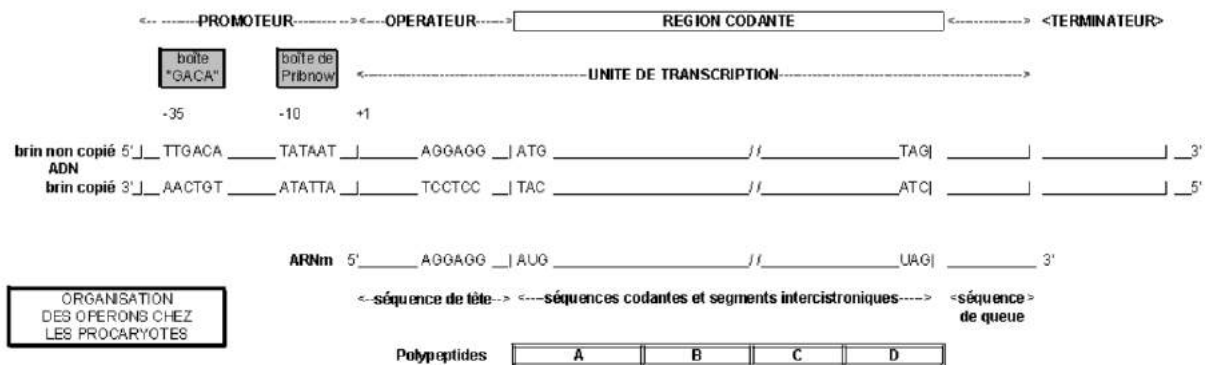 <-- --------PROMOTEUR---------- ><----OPERATEUR------> REGION CODANTE <--------------> <TERMINATEUR>
boîte "GACA" boîte de Pribnow
<------------------------------UNITE DE TRANSCRIPTION------------------------------>
-35 -10 +1
brin non copié 5' TTGACA TATAAT AGGAGG ATG // TAG 3'
ADN
brin copié 3' AACTGT ATATTA TCCTCC TAC // ATC 5'
ARNm 5' AGGAGG AUG // UAG 3'
<--séquence de tête--> <----séquences codantes et segments intercistroniques----> <séquence > de queue
ORGANISATION
DES OPERONS CHEZ
LES PROCARYOTES
Polypeptides A B C D